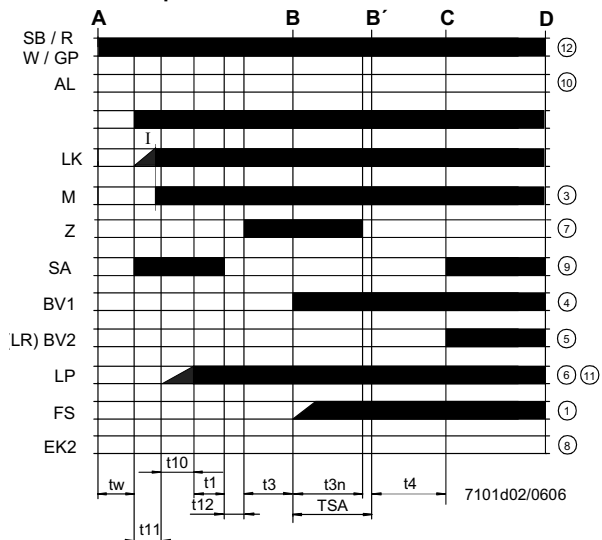 A B B´ C D
SB / R
W / GP ⑫
AL ⑩
I
LK
M ③
Z ⑦
SA ⑨
BV1 ④
(LR) BV2 ⑤
LP ⑥ ⑪
FS ①
EK2 ⑧
t10
tw t1 t3 t3n t4
t12 TSA
t11
7101d02/0606